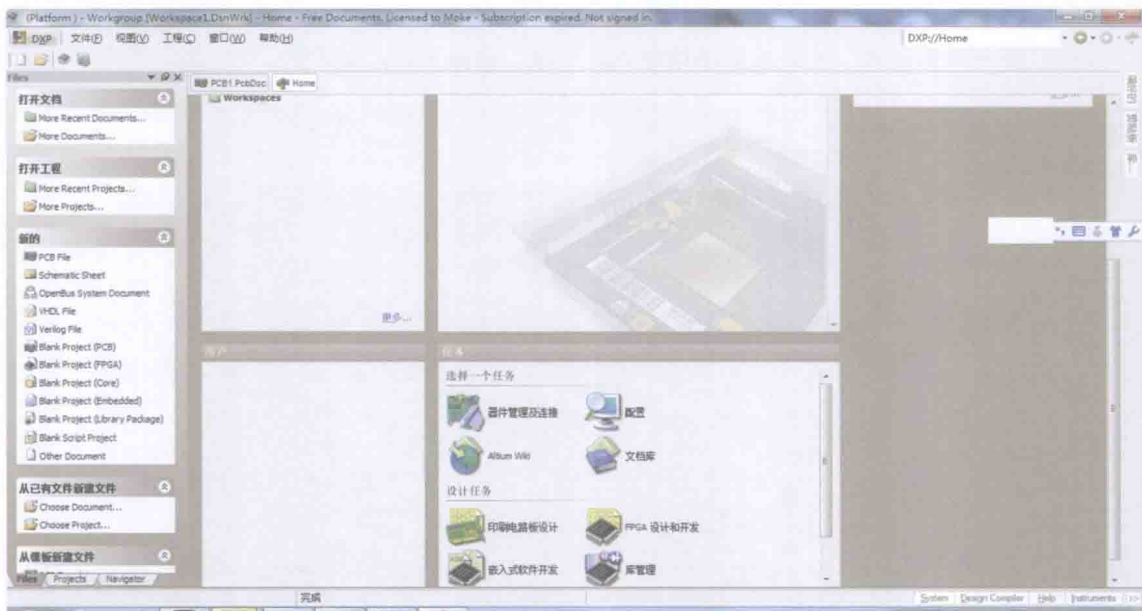 (Platform) - Workgroup [Workspace1.DsnWrk] - Home - Free Documents. Licensed to Moke - Subscription expired. Not signed in.
DXP 文件(F) 视图(V) 工程(C) 窗口(W) 帮助(H)
DXP://Home
Files
PCB1.PcbDoc Home
打开文档
More Recent Documents...
More Documents...
打开工程
More Recent Projects...
More Projects...
新的
PCB File
Schematic Sheet
OpenBus System Document
VHDL File
Verilog File
Blank Project (PCB)
Blank Project (FPGA)
Blank Project (Core)
Blank Project (Embedded)
Blank Project (Library Package)
Blank Script Project
Other Document
从已有文件新建文件
Choose Document...
Choose Project...
从模板新建文件
Files Projects Navigator
Workspaces
更多...
用户
任务
选择一个任务
器件管理及连接 配置
Altium Wiki 文档库
设计任务
印刷电路板设计 FPGA 设计和开发
嵌入式软件开发 库管理
完成
System Design Compiler Help Instruments >>